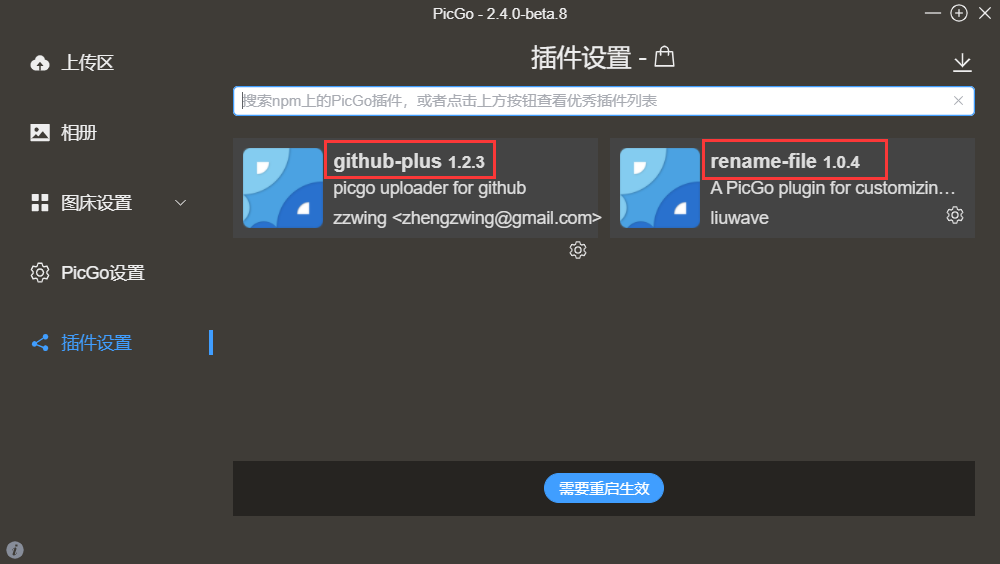 PicGo - 2.4.0-beta.8
上传区
相册
图床设置
PicGo设置
插件设置
插件设置 -
搜索npm上的PicGo插件，或者点击上方按钮查看优秀插件列表
github-plus 1.2.3
picgo uploader for github
zzwing <zhengzwing@gmail.com>
rename-file 1.0.4
A PicGo plugin for customizin…
liuwave
需要重启生效